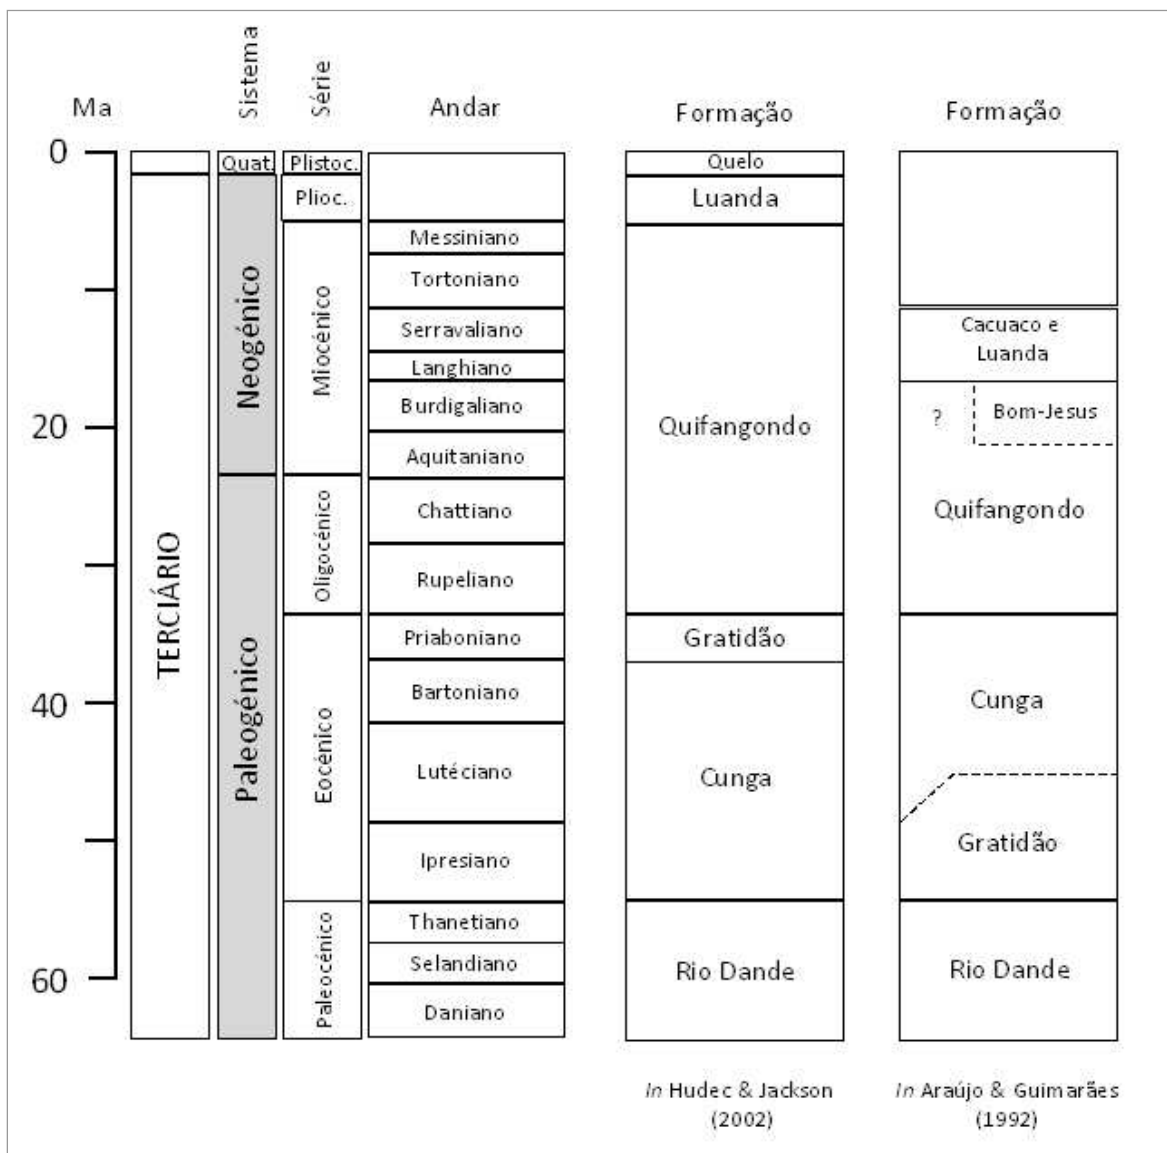 Ma
Sistema
Série
Andar
Formação
Formação
0
20
40
60
TERCIÁRIO
Quat.
Neogénico
Paleogénico
Plistoc.
Plioc.
Miocénico
Oligocénico
Eocénico
Paleocénico
Messiniano
Tortoniano
Serravaliano
Langhiano
Burdigaliano
Aquitaniano
Chattiano
Rupeliano
Priaboniano
Bartoniano
Lutéciano
Ipresiano
Thanetiano
Selandiano
Daniano
Quelo
Luanda
Quifangondo
Gratidão
Cunga
Rio Dande
In Hudec & Jackson
(2002)
Cacuaco e
Luanda
?
Bom-Jesus
Quifangondo
Cunga
Gratidão
Rio Dande
In Araújo & Guimarães
(1992)